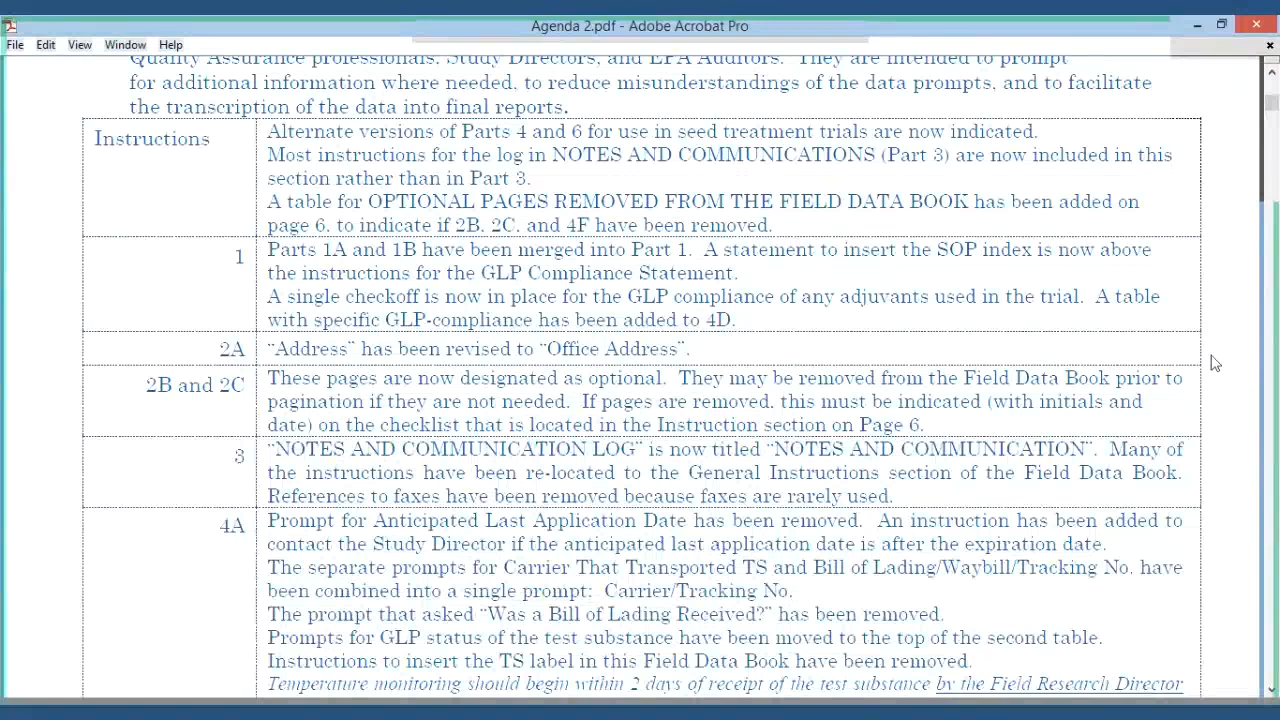 Agenda 2.pdf - Adobe Acrobat Pro
File Edit View Window Help
Quality Assurance professionals, Study Directors, and EPA Auditors. They are intended to prompt
for additional information where needed, to reduce misunderstandings of the data prompts, and to facilitate
the transcription of the data into final reports.
Instructions
Alternate versions of Parts 4 and 6 for use in seed treatment trials are now indicated.
Most instructions for the log in NOTES AND COMMUNICATIONS (Part 3) are now included in this
section rather than in Part 3.
A table for OPTIONAL PAGES REMOVED FROM THE FIELD DATA BOOK has been added on
page 6, to indicate if 2B, 2C, and 4F have been removed.
1
Parts 1A and 1B have been merged into Part 1. A statement to insert the SOP index is now above
the instructions for the GLP Compliance Statement.
A single checkoff is now in place for the GLP compliance of any adjuvants used in the trial. A table
with specific GLP-compliance has been added to 4D.
2A
"Address" has been revised to "Office Address".
2B and 2C
These pages are now designated as optional. They may be removed from the Field Data Book prior to
pagination if they are not needed. If pages are removed, this must be indicated (with initials and
date) on the checklist that is located in the Instruction section on Page 6.
3
"NOTES AND COMMUNICATION LOG" is now titled "NOTES AND COMMUNICATION". Many of
the instructions have been re-located to the General Instructions section of the Field Data Book.
References to faxes have been removed because faxes are rarely used.
4A
Prompt for Anticipated Last Application Date has been removed. An instruction has been added to
contact the Study Director if the anticipated last application date is after the expiration date.
The separate prompts for Carrier That Transported TS and Bill of Lading/Waybill/Tracking No. have
been combined into a single prompt: Carrier/Tracking No.
The prompt that asked "Was a Bill of Lading Received?" has been removed.
Prompts for GLP status of the test substance have been moved to the top of the second table.
Instructions to insert the TS label in this Field Data Book have been removed.
Temperature monitoring should begin within 2 days of receipt of the test substance by the Field Research Director